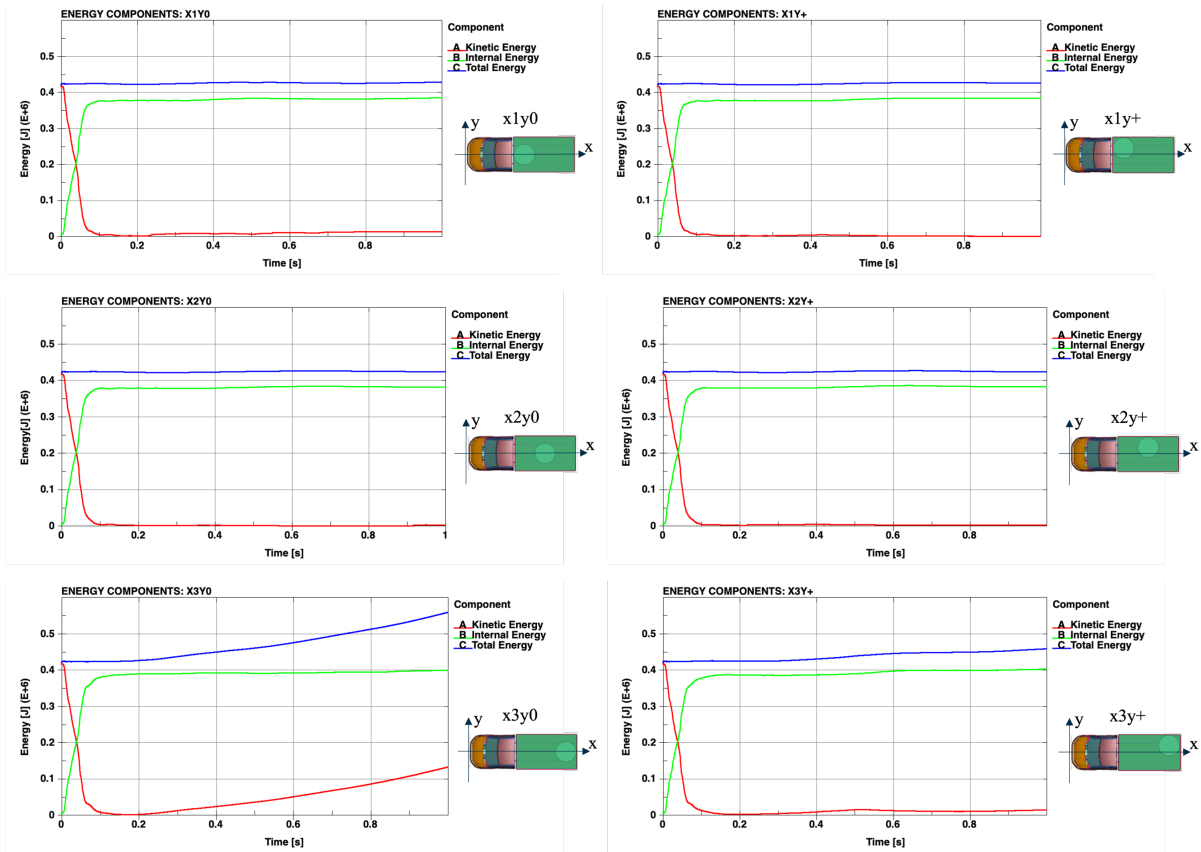 ENERGY COMPONENTS: X1Y0
Component
A Kinetic Energy
B Internal Energy
C Total Energy
Energy [J] (E+6)
0.5
0.4
0.3
0.2
0.1
0
0
0.2
0.4
0.6
0.8
Time [s]
y
x1y0
x
ENERGY COMPONENTS: X1Y+
Component
A Kinetic Energy
B Internal Energy
C Total Energy
Energy [J] (E+6)
0.5
0.4
0.3
0.2
0.1
0
0
0.2
0.4
0.6
0.8
Time [s]
y
x1y+
x
ENERGY COMPONENTS: X2Y0
Component
A Kinetic Energy
B Internal Energy
C Total Energy
Energy[J] (E+6)
0.5
0.4
0.3
0.2
0.1
0
0
0.2
0.4
0.6
0.8
1
Time [s]
y
x2y0
x
ENERGY COMPONENTS: X2Y+
Component
A Kinetic Energy
B Internal Energy
C Total Energy
Energy [J] (E+6)
0.5
0.4
0.3
0.2
0.1
0
0
0.2
0.4
0.6
0.8
Time [s]
y
x2y+
x
ENERGY COMPONENTS: X3Y0
Component
A Kinetic Energy
B Internal Energy
C Total Energy
Energy [J] (E+6)
0.5
0.4
0.3
0.2
0.1
0
0
0.2
0.4
0.6
0.8
Time [s]
y
x3y0
x
ENERGY COMPONENTS: X3Y+
Component
A Kinetic Energy
B Internal Energy
C Total Energy
Energy [J] (E+6)
0.5
0.4
0.3
0.2
0.1
0
0
0.2
0.4
0.6
0.8
Time [s]
y
x3y+
x